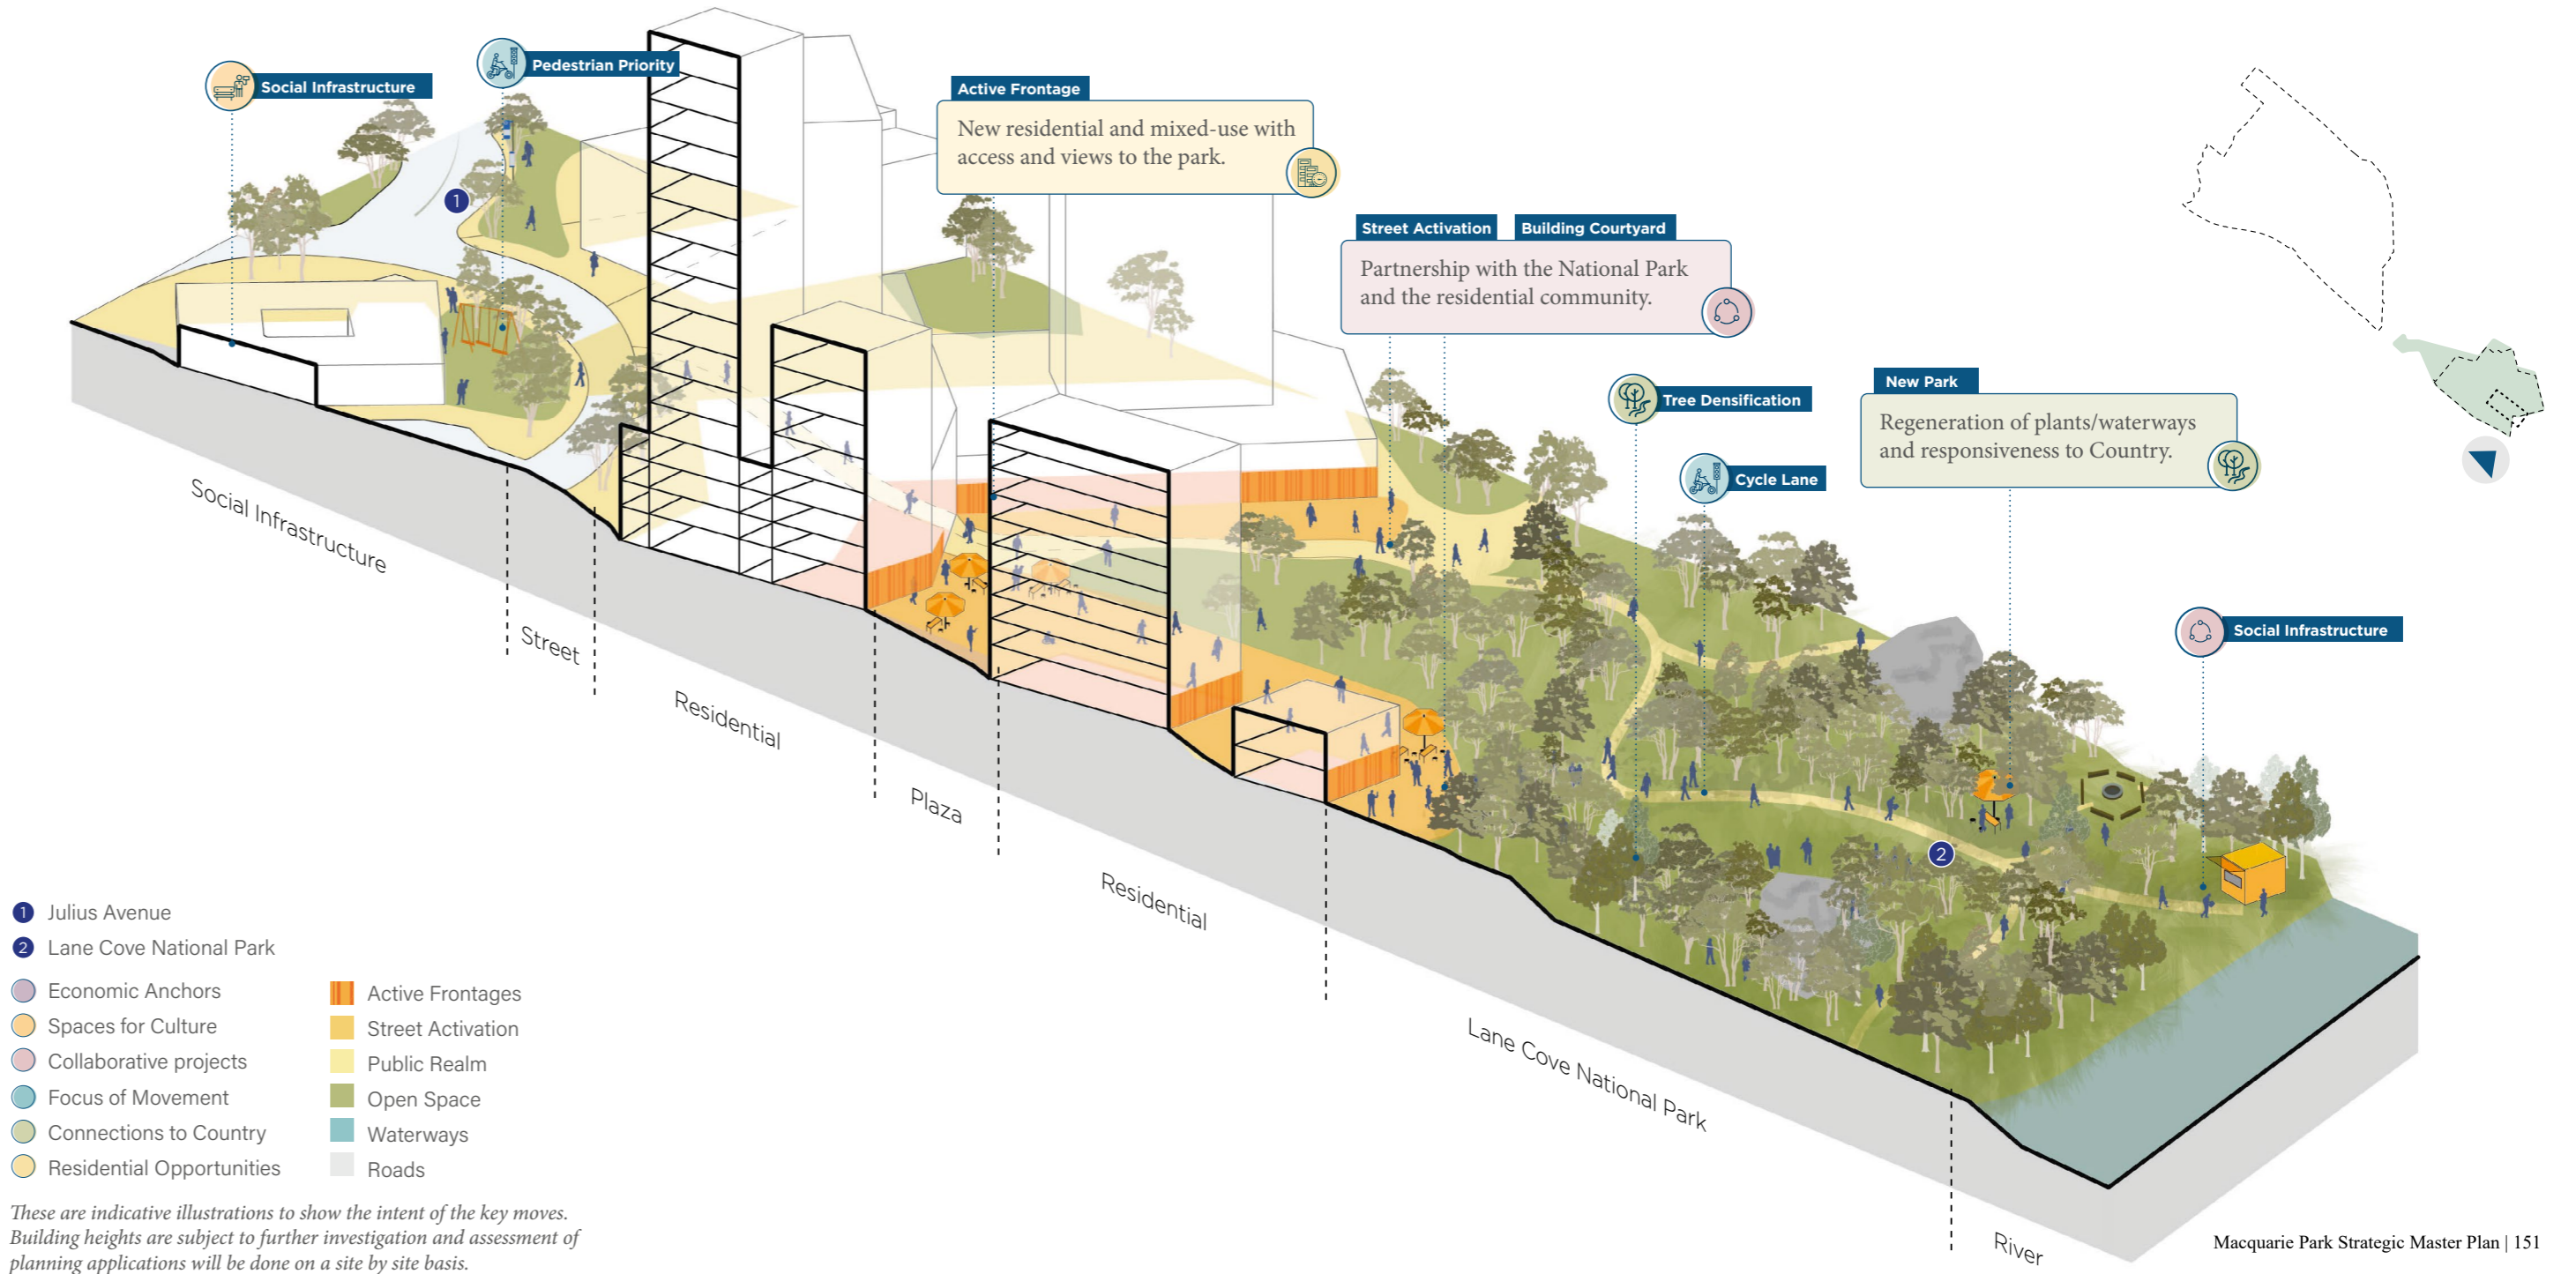 Social Infrastructure
Pedestrian Priority
Active Frontage
New residential and mixed-use with
access and views to the park.
Street Activation
Building Courtyard
Partnership with the National Park
and the residential community.
Tree Densification
Cycle Lane
New Park
Regeneration of plants/waterways
and responsiveness to Country.
Social Infrastructure
1
2
Social Infrastructure
Street
Residential
Plaza
Residential
Lane Cove National Park
River
1 Julius Avenue
2 Lane Cove National Park
Economic Anchors
Spaces for Culture
Collaborative projects
Focus of Movement
Connections to Country
Residential Opportunities
Active Frontages
Street Activation
Public Realm
Open Space
Waterways
Roads
These are indicative illustrations to show the intent of the key moves.
Building heights are subject to further investigation and assessment of
planning applications will be done on a site by site basis.
Macquarie Park Strategic Master Plan | 151